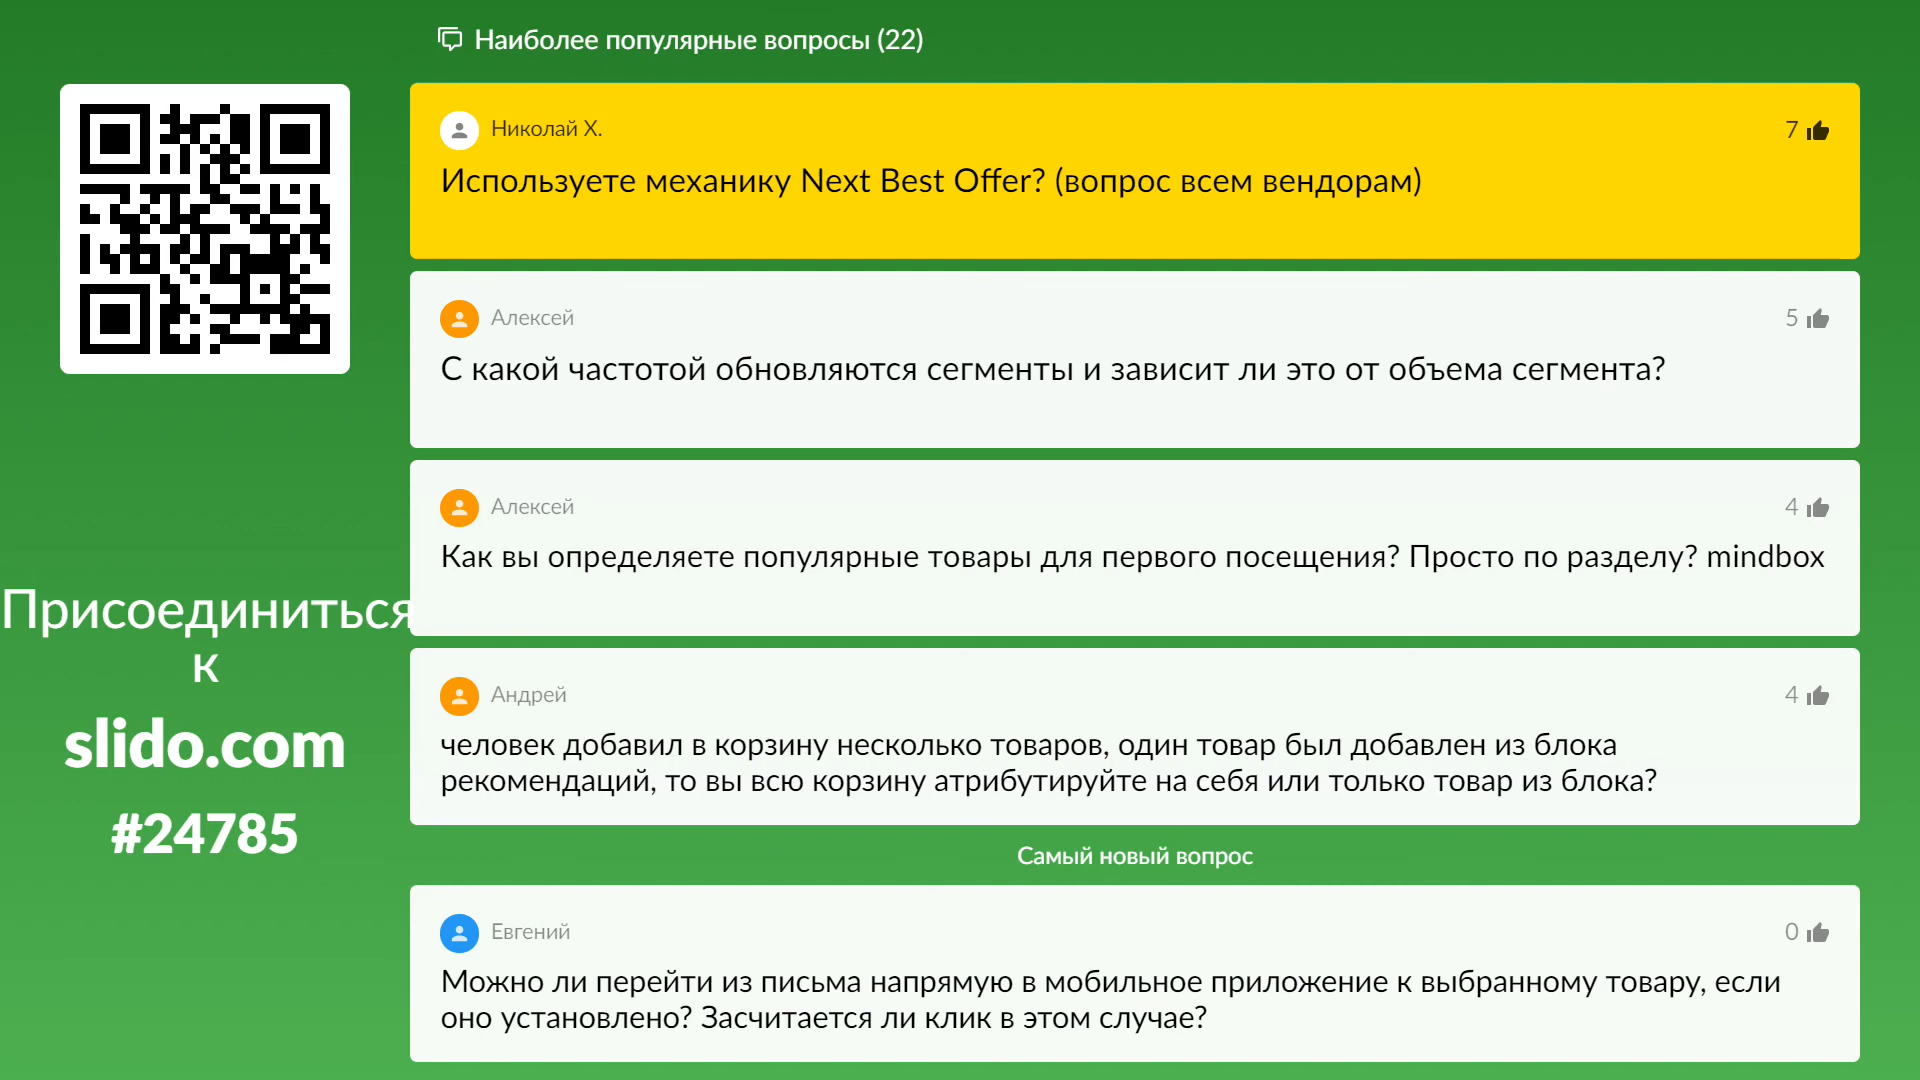 Наиболее популярные вопросы (22)
Николай Х.
7
Используете механику Next Best Offer? (вопрос всем вендорам)
Алексей
5
С какой частотой обновляются сегменты и зависит ли это от объема сегмента?
Алексей
4
Как вы определяете популярные товары для первого посещения? Просто по разделу? mindbox
Андрей
4
человек добавил в корзину несколько товаров, один товар был добавлен из блока
рекомендаций, то вы всю корзину атрибутируйте на себя или только товар из блока?
Самый новый вопрос
Евгений
0
Можно ли перейти из письма напрямую в мобильное приложение к выбранному товару, если
оно установлено? Засчитается ли клик в этом случае?
Присоединиться
к
slido.com
#24785